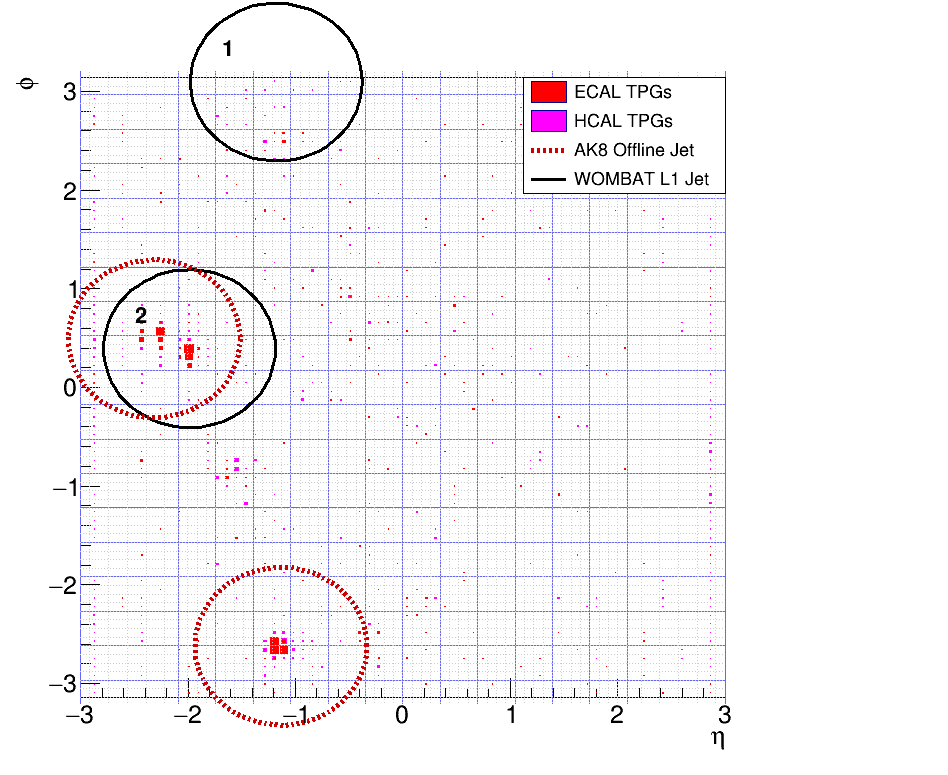 1
ϕ
3
ECAL TPGs
HCAL TPGs
AK8 Offline Jet
WOMBAT L1 Jet
2
1
2
0
−1
−2
−3
−3 −2 −1 0 1 2 3
η